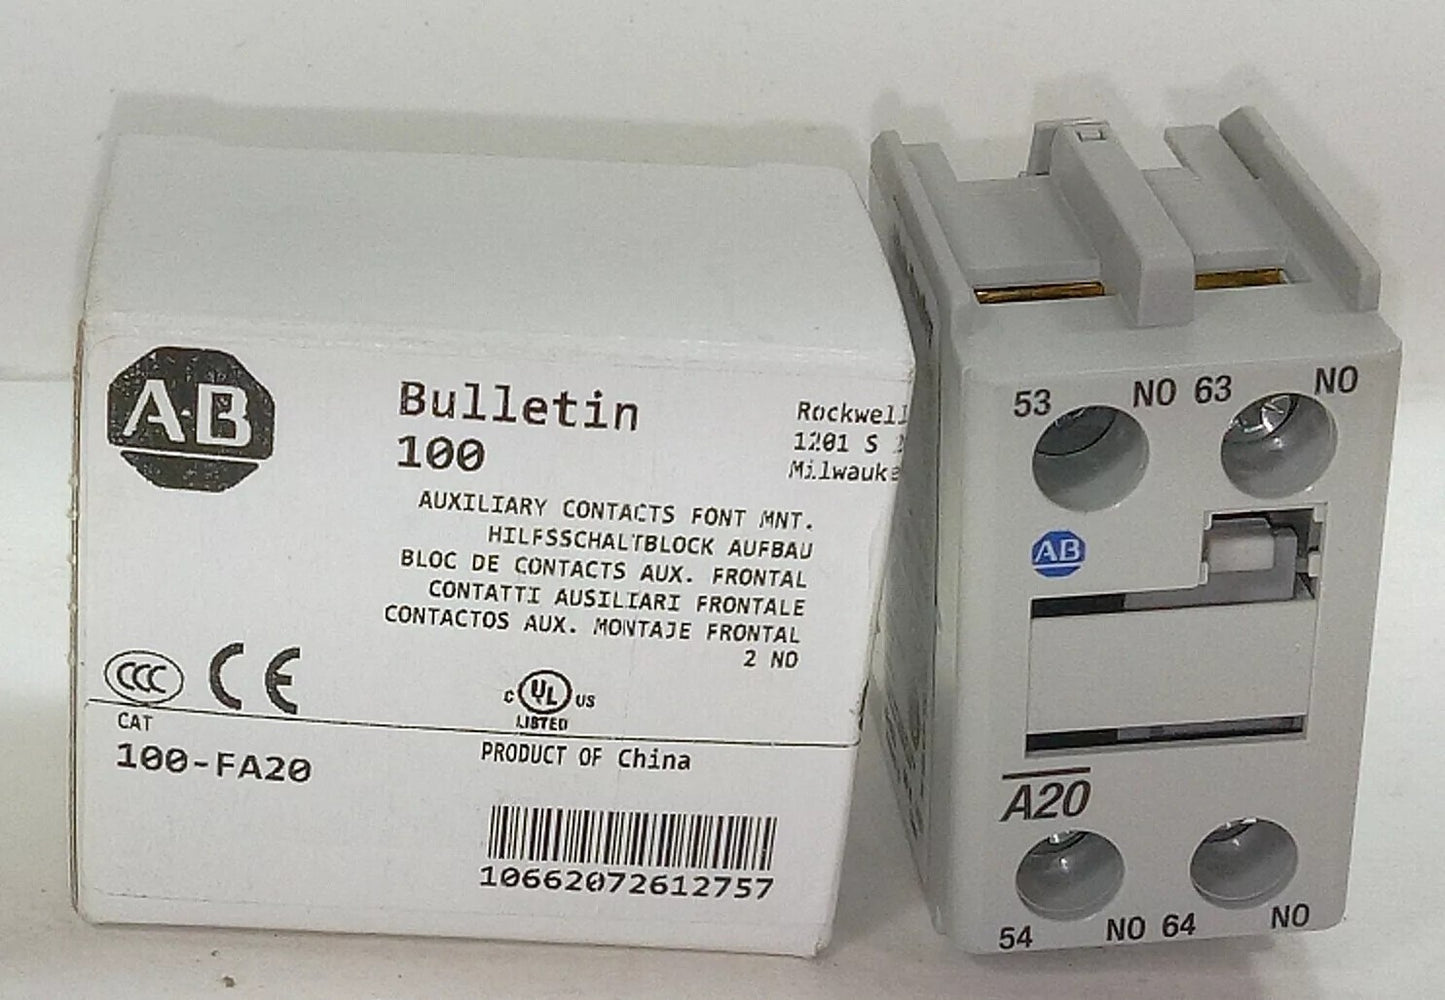 A·B
Bulletin
100
Rockwell
1201 S
Milwauke
AUXILIARY CONTACTS FONT MNT.
HILFSSCHALTBLOCK AUFBAU
BLOC DE CONTACTS AUX. FRONTAL
CONTATTI AUSILIARI FRONTALE
CONTACTOS AUX. MONTAJE FRONTAL
2 NO
CCC CE
C UL US
LISTED
CAT
100-FA20
PRODUCT OF China
10662072612757
53 NO 63 NO
AB
A20
54 NO 64 NO